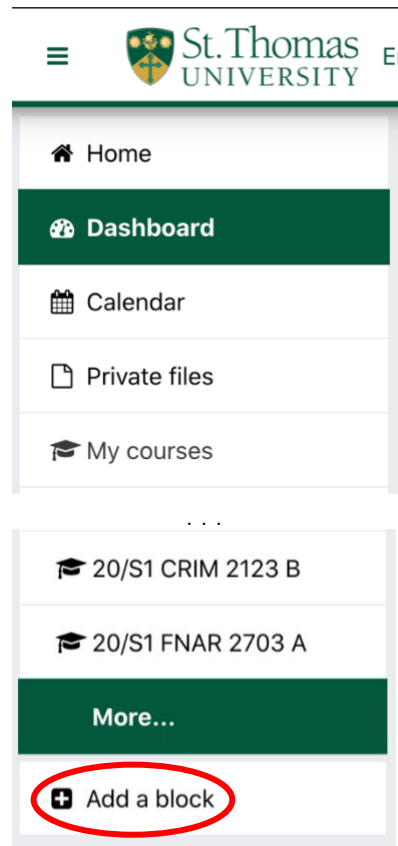 St. Thomas
UNIVERSITY
Home
Dashboard
Calendar
Private files
My courses
. . .
20/S1 CRIM 2123 B
20/S1 FNAR 2703 A
More...
Add a block